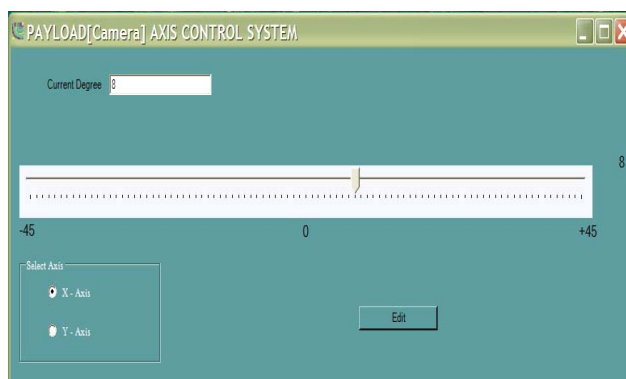 PAYLOAD[Camera] AXIS CONTROL SYSTEM
Current Degree 8
8
-45 0 +45
Select Axis
X - Axis
Y - Axis
Edit